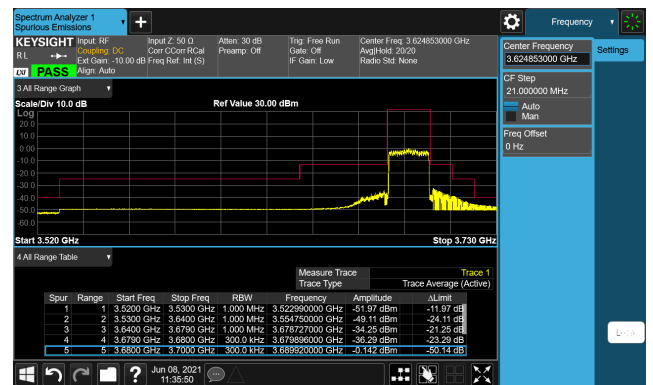 Spectrum Analyzer 1
Spurious Emissions
Frequency
KEYSIGHT Input: RF Input Z: 50 Ω Atten: 30 dB Trig: Free Run Center Freq: 3.624853000 GHz
RL Coupling: DC Corr CCorr RCal Preamp: Off Gate: Off Avg|Hold: 20/20
Ext Gain: -10.00 dB Freq Ref: Int (S) IF Gain: Low Radio Std: None
LXI PASS Align: Auto
Center Frequency
3.624853000 GHz
Settings
CF Step
21.000000 MHz
Auto
Man
Freq Offset
0 Hz
3 All Range Graph
Scale/Div 10.0 dB Ref Value 30.00 dBm
Log
20.0
10.0
0.00
-10.0
-20.0
-30.0
-40.0
-50.0
-60.0
Start 3.520 GHz Stop 3.730 GHz
4 All Range Table
Measure Trace Trace 1
Trace Type Trace Average (Active)
Spur Range Start Freq Stop Freq RBW Frequency Amplitude ΔLimit
1 1 3.5200 GHz 3.5300 GHz 1.000 MHz 3.522990000 GHz -51.97 dBm -11.97 dB
2 2 3.5300 GHz 3.6400 GHz 1.000 MHz 3.554750000 GHz -49.11 dBm -24.11 dB
3 3 3.6400 GHz 3.6790 GHz 1.000 MHz 3.678727000 GHz -34.25 dBm -21.25 dB
4 4 3.6790 GHz 3.6800 GHz 300.0 kHz 3.679896000 GHz -36.29 dBm -23.29 dB
5 5 3.6800 GHz 3.7000 GHz 300.0 kHz 3.689920000 GHz -0.142 dBm -50.14 dB
Jun 08, 2021
11:35:50